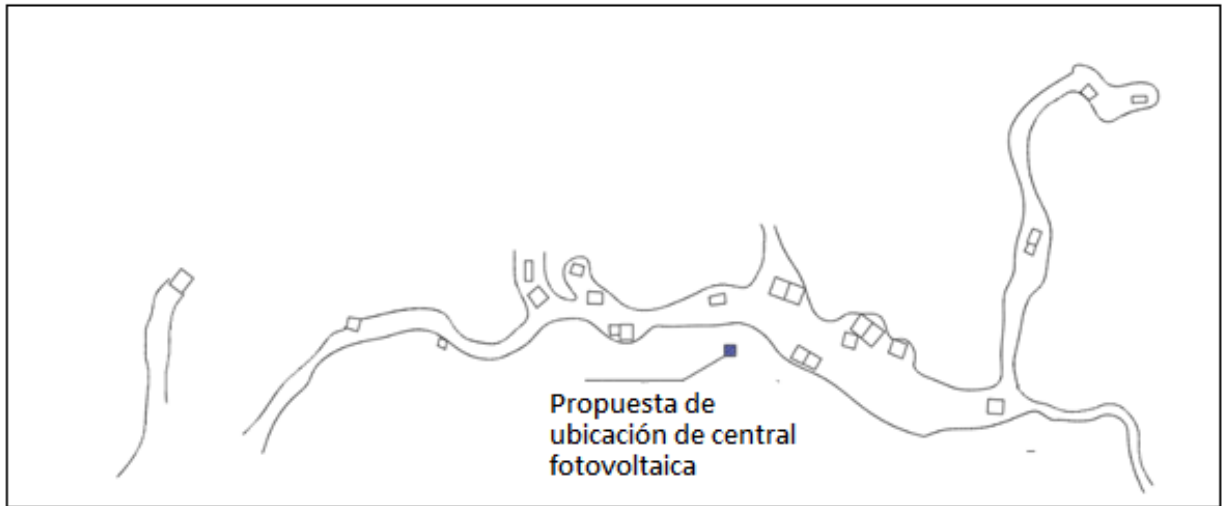 Propuesta de
ubicación de central
fotovoltaica